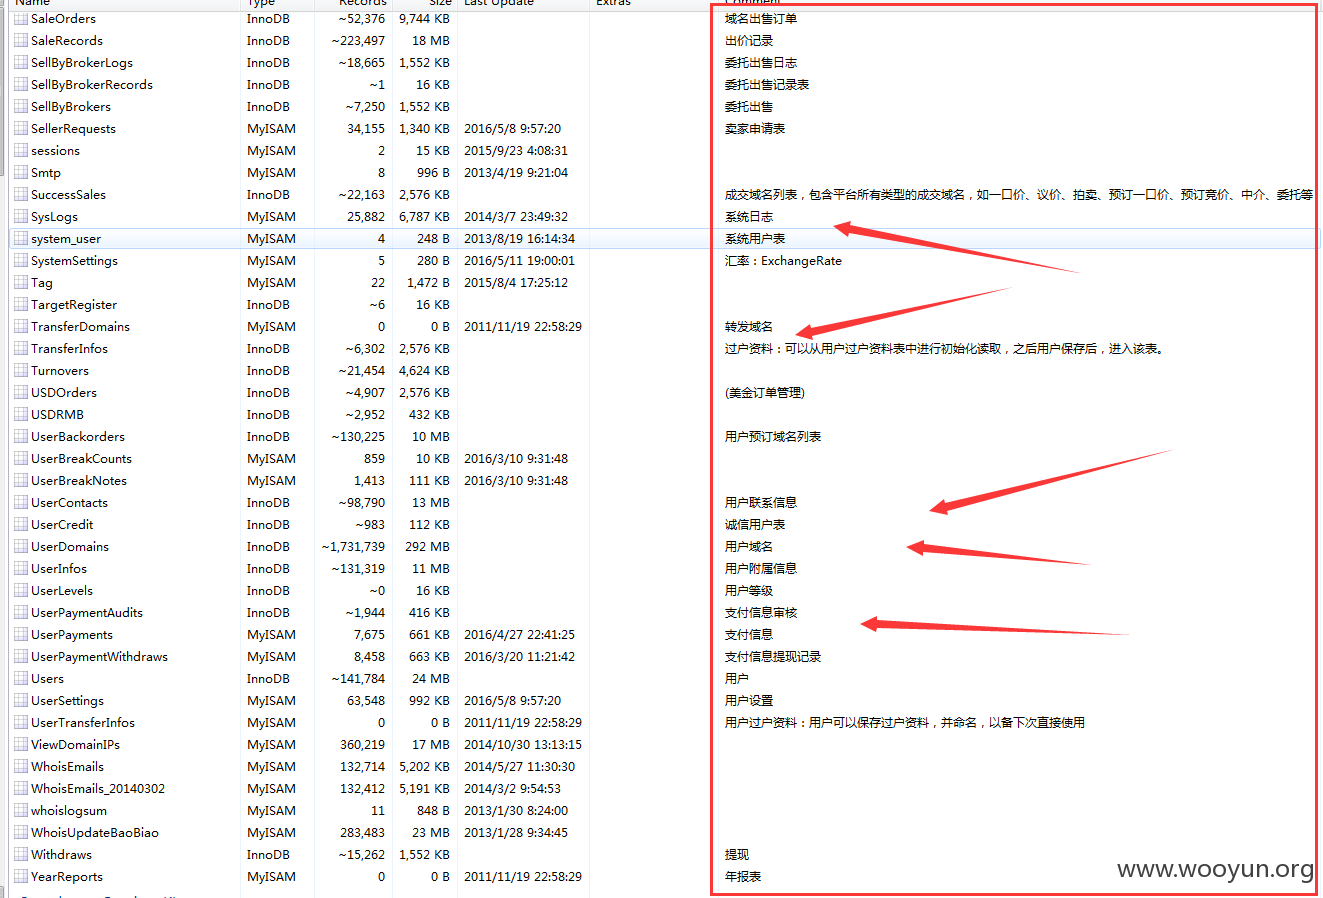 Name Type Records Size Last Update Extras Comment
SaleOrders InnoDB ~52,376 9,744 KB 域名出售订单
SaleRecords InnoDB ~223,497 18 MB 出价记录
SellByBrokerLogs InnoDB ~18,665 1,552 KB 委托出售日志
SellByBrokerRecords InnoDB ~1 16 KB 委托出售记录表
SellByBrokers InnoDB ~7,250 1,552 KB 委托出售
SellerRequests MyISAM 34,155 1,340 KB 2016/5/8 9:57:20 卖家申请表
sessions MyISAM 2 15 KB 2015/9/23 4:08:31
Smtp MyISAM 8 996 B 2013/4/19 9:21:04
SuccessSales InnoDB ~22,163 2,576 KB 成交域名列表，包含平台所有类型的成交域名，如一口价、议价、拍卖、预订一口价、预订竞价、中介、委托等
SysLogs MyISAM 25,882 6,787 KB 2014/3/7 23:49:32 系统日志
system_user MyISAM 4 248 B 2013/8/19 16:14:34 系统用户表
SystemSettings MyISAM 5 280 B 2016/5/11 19:00:01 汇率：ExchangeRate
Tag MyISAM 22 1,472 B 2015/8/4 17:25:12
TargetRegister InnoDB ~6 16 KB
TransferDomains MyISAM 0 0 B 2011/11/19 22:58:29 转发域名
TransferInfos InnoDB ~6,302 2,576 KB 过户资料：可以从用户过户资料表中进行初始化读取，之后用户保存后，进入该表。
Turnovers InnoDB ~21,454 4,624 KB
USDOrders InnoDB ~4,907 2,576 KB (美金订单管理)
USDRMB InnoDB ~2,952 432 KB
UserBackorders InnoDB ~130,225 10 MB 用户预订域名列表
UserBreakCounts MyISAM 859 10 KB 2016/3/10 9:31:48
UserBreakNotes MyISAM 1,413 111 KB 2016/3/10 9:31:48
UserContacts InnoDB ~98,790 13 MB 用户联系信息
UserCredit InnoDB ~983 112 KB 诚信用户表
UserDomains InnoDB ~1,731,739 292 MB 用户域名
UserInfos InnoDB ~131,319 11 MB 用户附属信息
UserLevels InnoDB ~0 16 KB 用户等级
UserPaymentAudits InnoDB ~1,944 416 KB 支付信息审核
UserPayments MyISAM 7,675 661 KB 2016/4/27 22:41:25 支付信息
UserPaymentWithdraws MyISAM 8,458 663 KB 2016/3/20 11:21:42 支付信息提现记录
Users InnoDB ~141,784 24 MB 用户
UserSettings MyISAM 63,548 992 KB 2016/5/8 9:57:20 用户设置
UserTransferInfos MyISAM 0 0 B 2011/11/19 22:58:29 用户过户资料：用户可以保存过户资料，并命名，以备下次直接使用
ViewDomainIPs MyISAM 360,219 17 MB 2014/10/30 13:13:15
WhoisEmails MyISAM 132,714 5,202 KB 2014/5/27 11:30:30
WhoisEmails_20140302 MyISAM 132,412 5,191 KB 2014/3/2 9:54:53
whoislogsum MyISAM 11 848 B 2013/1/30 8:24:00
WhoisUpdateBaoBiao MyISAM 283,483 23 MB 2013/1/28 9:34:45
Withdraws InnoDB ~15,262 1,552 KB 提现
YearReports MyISAM 0 0 B 2011/11/19 22:58:29 年报表
www.wooyun.org